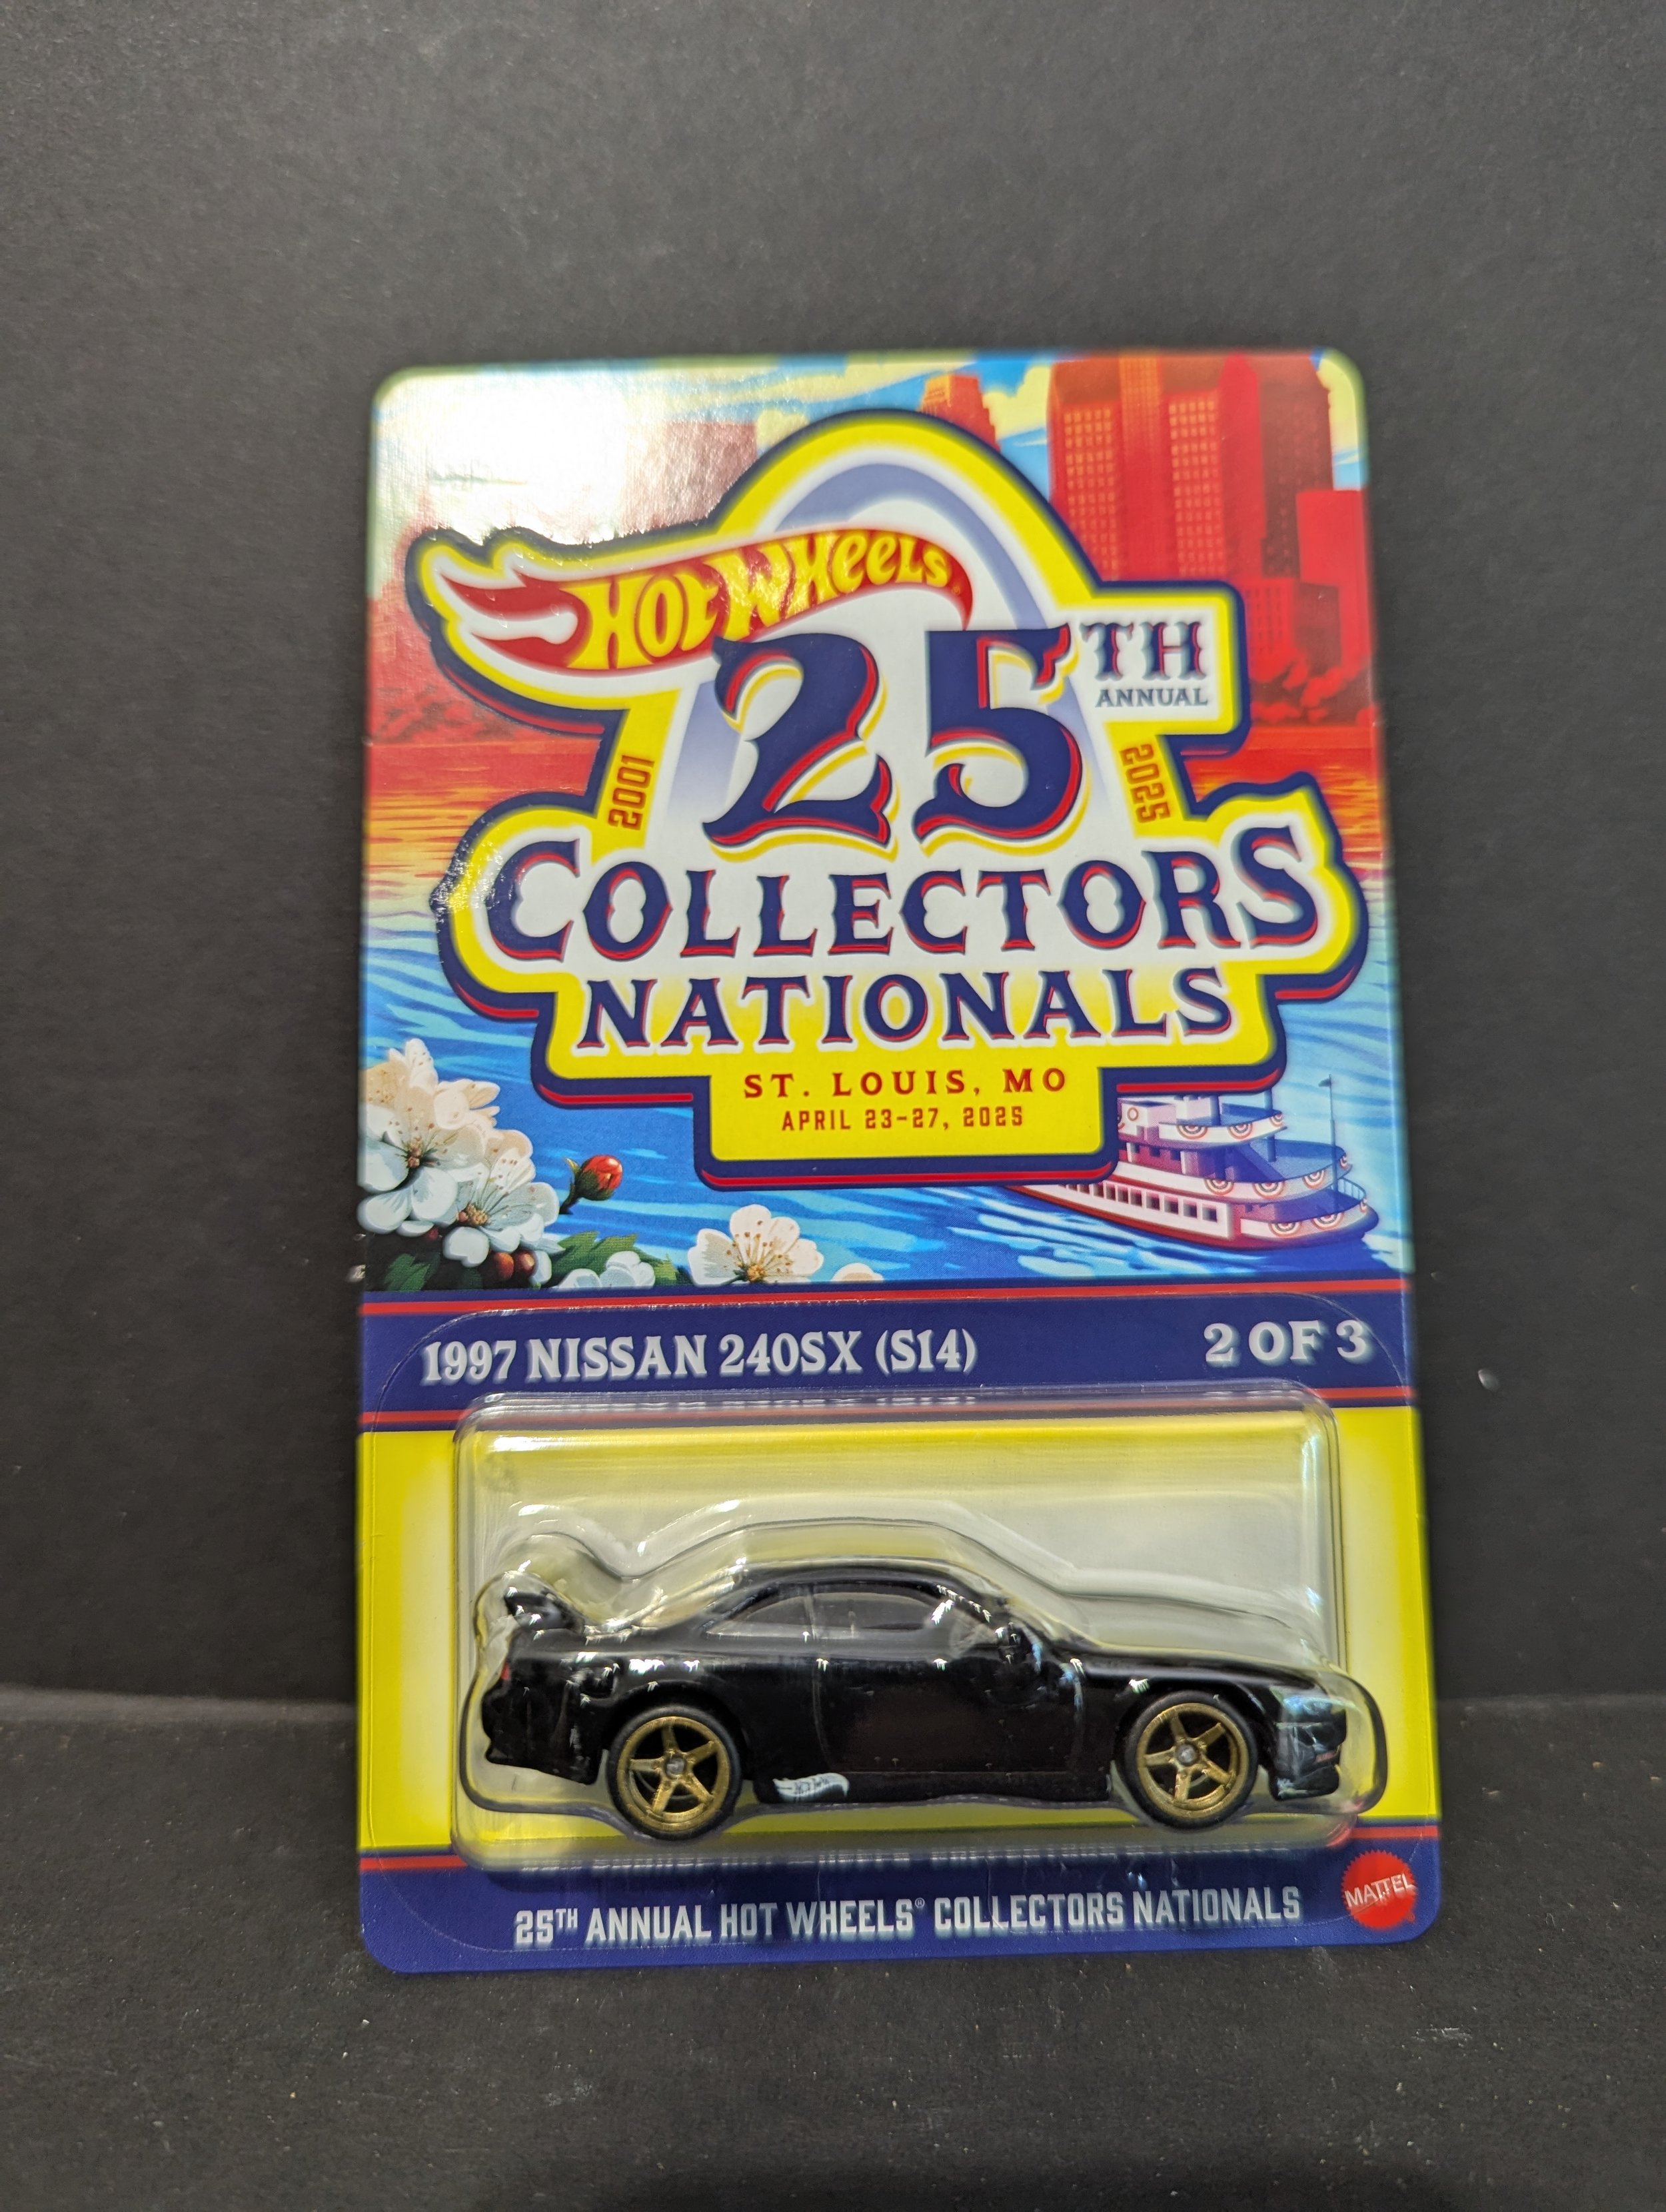 HOT WHEELS
25TH
ANNUAL
2001
2025
COLLECTORS
NATIONALS
ST. LOUIS, MO
APRIL 23-27, 2025
1997 NISSAN 240SX (S14)
2 OF 3
25TH ANNUAL HOT WHEELS® COLLECTORS NATIONALS
MATTEL